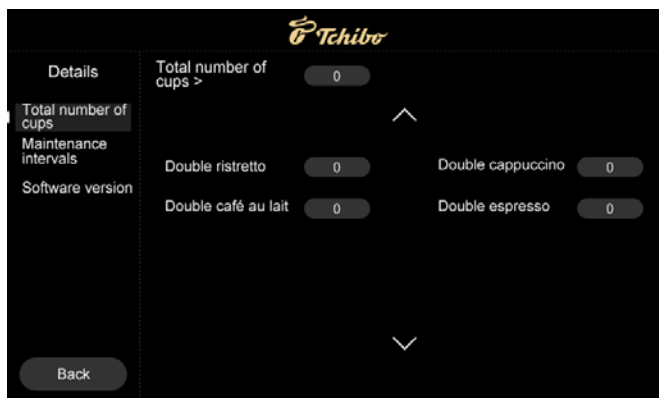 Tchibo
Details
Total number of
cups
Maintenance
intervals
Software version
Back
Total number of
cups >
0
Double ristretto 0
Double cappuccino 0
Double café au lait 0
Double espresso 0